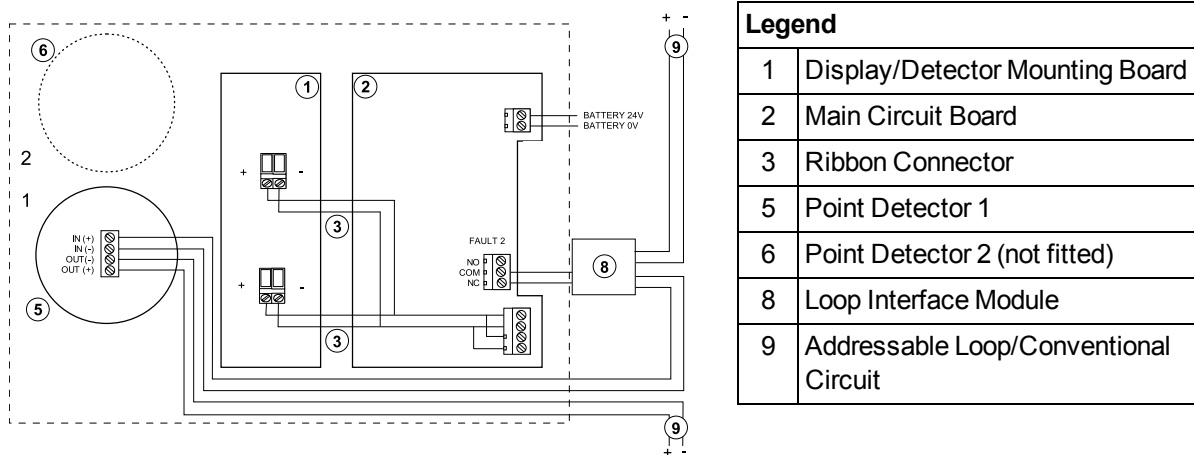 + -
9
6
1
2
BATTERY 24V
BATTERY 0V
2
+ -
1
3
IN (+)
IN (-)
OUT(-)
OUT (+)
FAULT 2
NO
COM
NC
8
+ -
5
3
9
+ -
Legend
1 Display/Detector Mounting Board
2 Main Circuit Board
3 Ribbon Connector
5 Point Detector 1
6 Point Detector 2 (not fitted)
8 Loop Interface Module
9 Addressable Loop/Conventional
Circuit